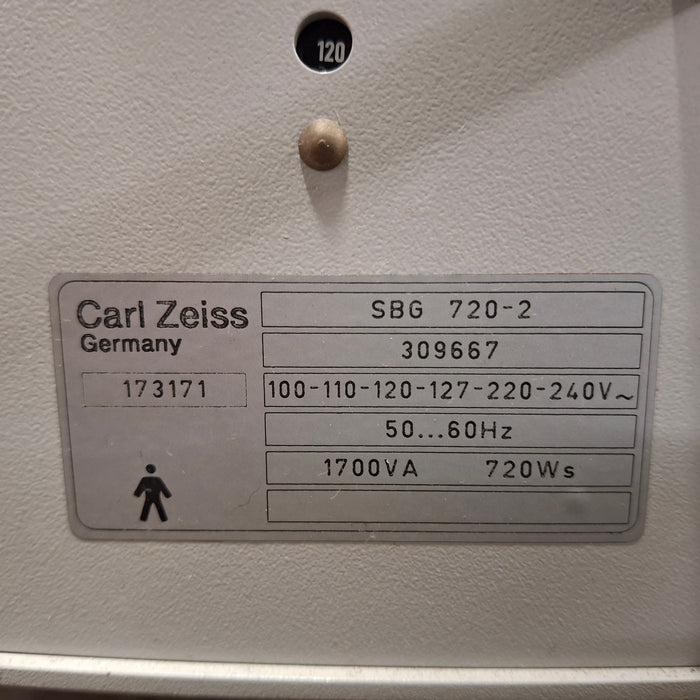 120
Carl Zeiss
Germany
173171
SBG 720-2
309667
100-110-120-127-220-240V~
50...60Hz
1700VA 720Ws